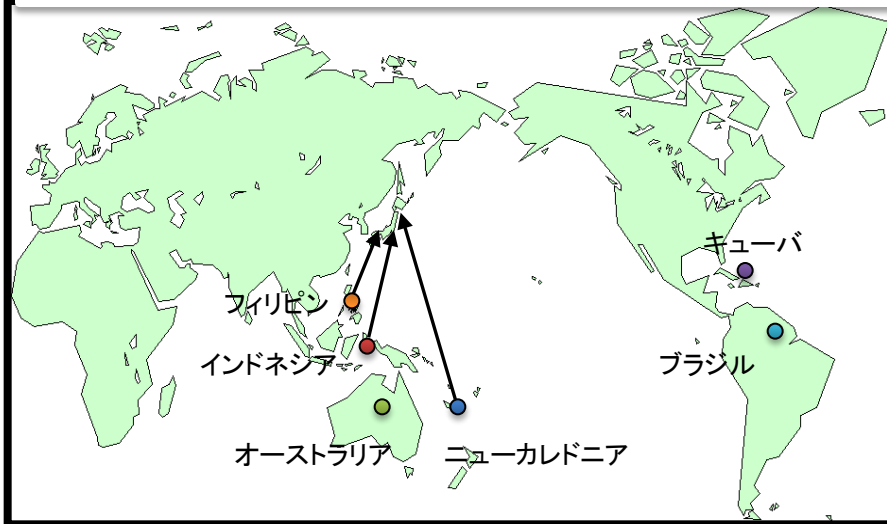 キューバ
フィリピン
インドネシア
ブラジル
オーストラリア
ニューカレドニア